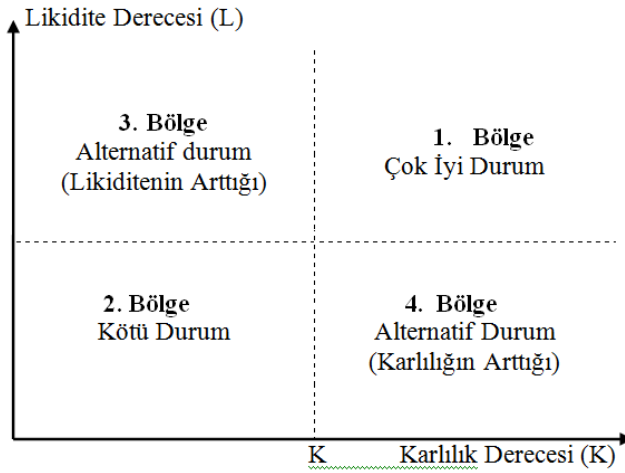 Likidite Derecesi (L)
3. Bölge
Alternatif durum
(Likiditenin Arttığı)
1. Bölge
Çok İyi Durum
2. Bölge
Kötü Durum
4. Bölge
Alternatif Durum
(Karlılığın Arttığı)
K Karlılık Derecesi (K)